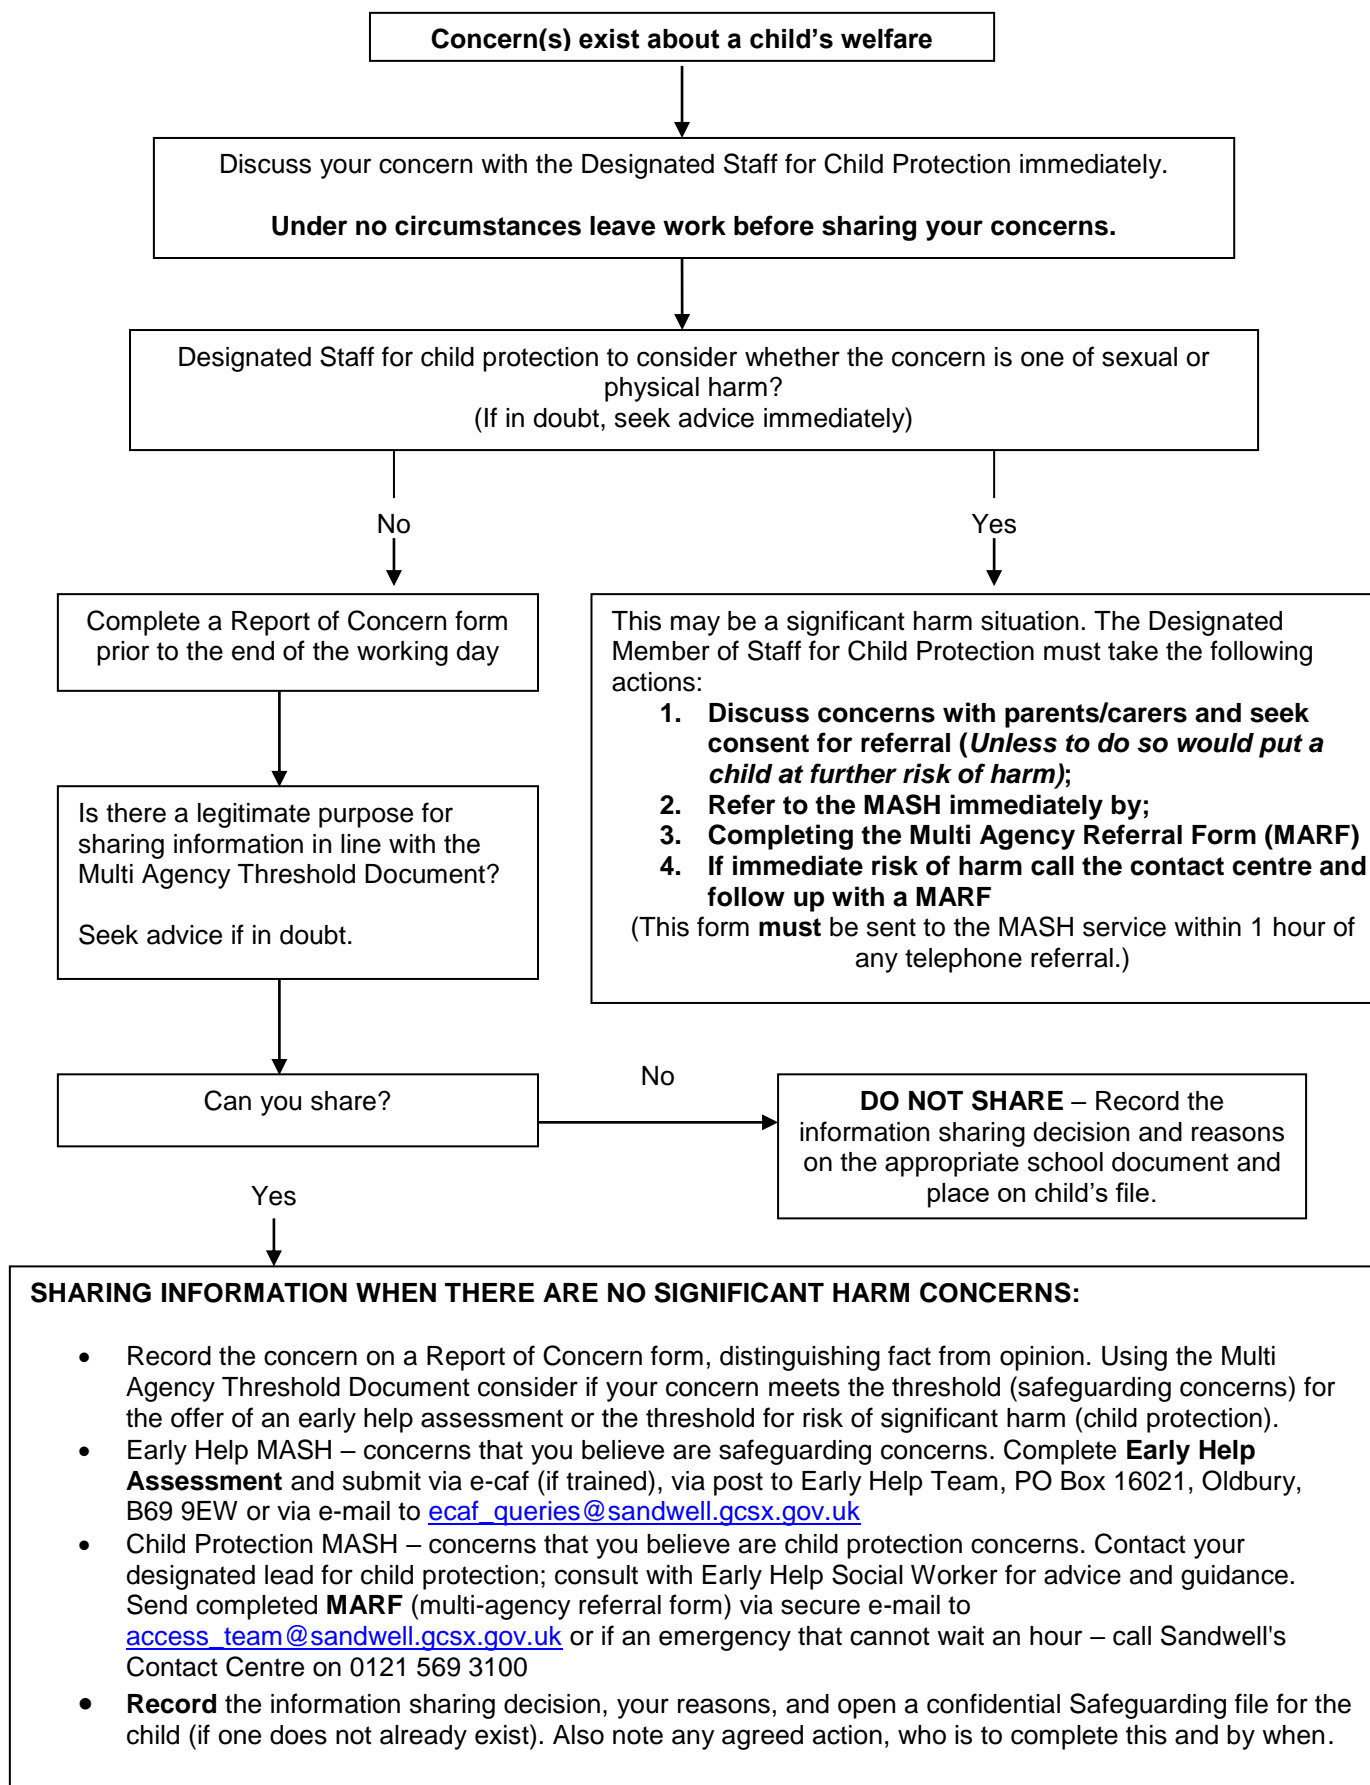 Concern(s) exist about a child's welfare
Discuss your concern with the Designated Staff for Child Protection immediately.
Under no circumstances leave work before sharing your concerns.
Designated Staff for child protection to consider whether the concern is one of sexual or
physical harm?
(If in doubt, seek advice immediately)
No
Yes
Complete a Report of Concern form
prior to the end of the working day
This may be a significant harm situation. The Designated
Member of Staff for Child Protection must take the following
actions:
1. Discuss concerns with parents/carers and seek
consent for referral (Unless to do so would put a
child at further risk of harm);
2. Refer to the MASH immediately by;
3. Completing the Multi Agency Referral Form (MARF)
4. If immediate risk of harm call the contact centre and
follow up with a MARF
(This form must be sent to the MASH service within 1 hour of
any telephone referral.)
Is there a legitimate purpose for
sharing information in line with the
Multi Agency Threshold Document?
Seek advice if in doubt.
Can you share?
No
DO NOT SHARE – Record the
information sharing decision and reasons
on the appropriate school document and
place on child's file.
Yes
SHARING INFORMATION WHEN THERE ARE NO SIGNIFICANT HARM CONCERNS:
• Record the concern on a Report of Concern form, distinguishing fact from opinion. Using the Multi
Agency Threshold Document consider if your concern meets the threshold (safeguarding concerns) for
the offer of an early help assessment or the threshold for risk of significant harm (child protection).
• Early Help MASH – concerns that you believe are safeguarding concerns. Complete Early Help
Assessment and submit via e-caf (if trained), via post to Early Help Team, PO Box 16021, Oldbury,
B69 9EW or via e-mail to ecaf_queries@sandwell.gcsx.gov.uk
• Child Protection MASH – concerns that you believe are child protection concerns. Contact your
designated lead for child protection; consult with Early Help Social Worker for advice and guidance.
Send completed MARF (multi-agency referral form) via secure e-mail to
access_team@sandwell.gcsx.gov.uk or if an emergency that cannot wait an hour – call Sandwell's
Contact Centre on 0121 569 3100
• Record the information sharing decision, your reasons, and open a confidential Safeguarding file for the
child (if one does not already exist). Also note any agreed action, who is to complete this and by when.